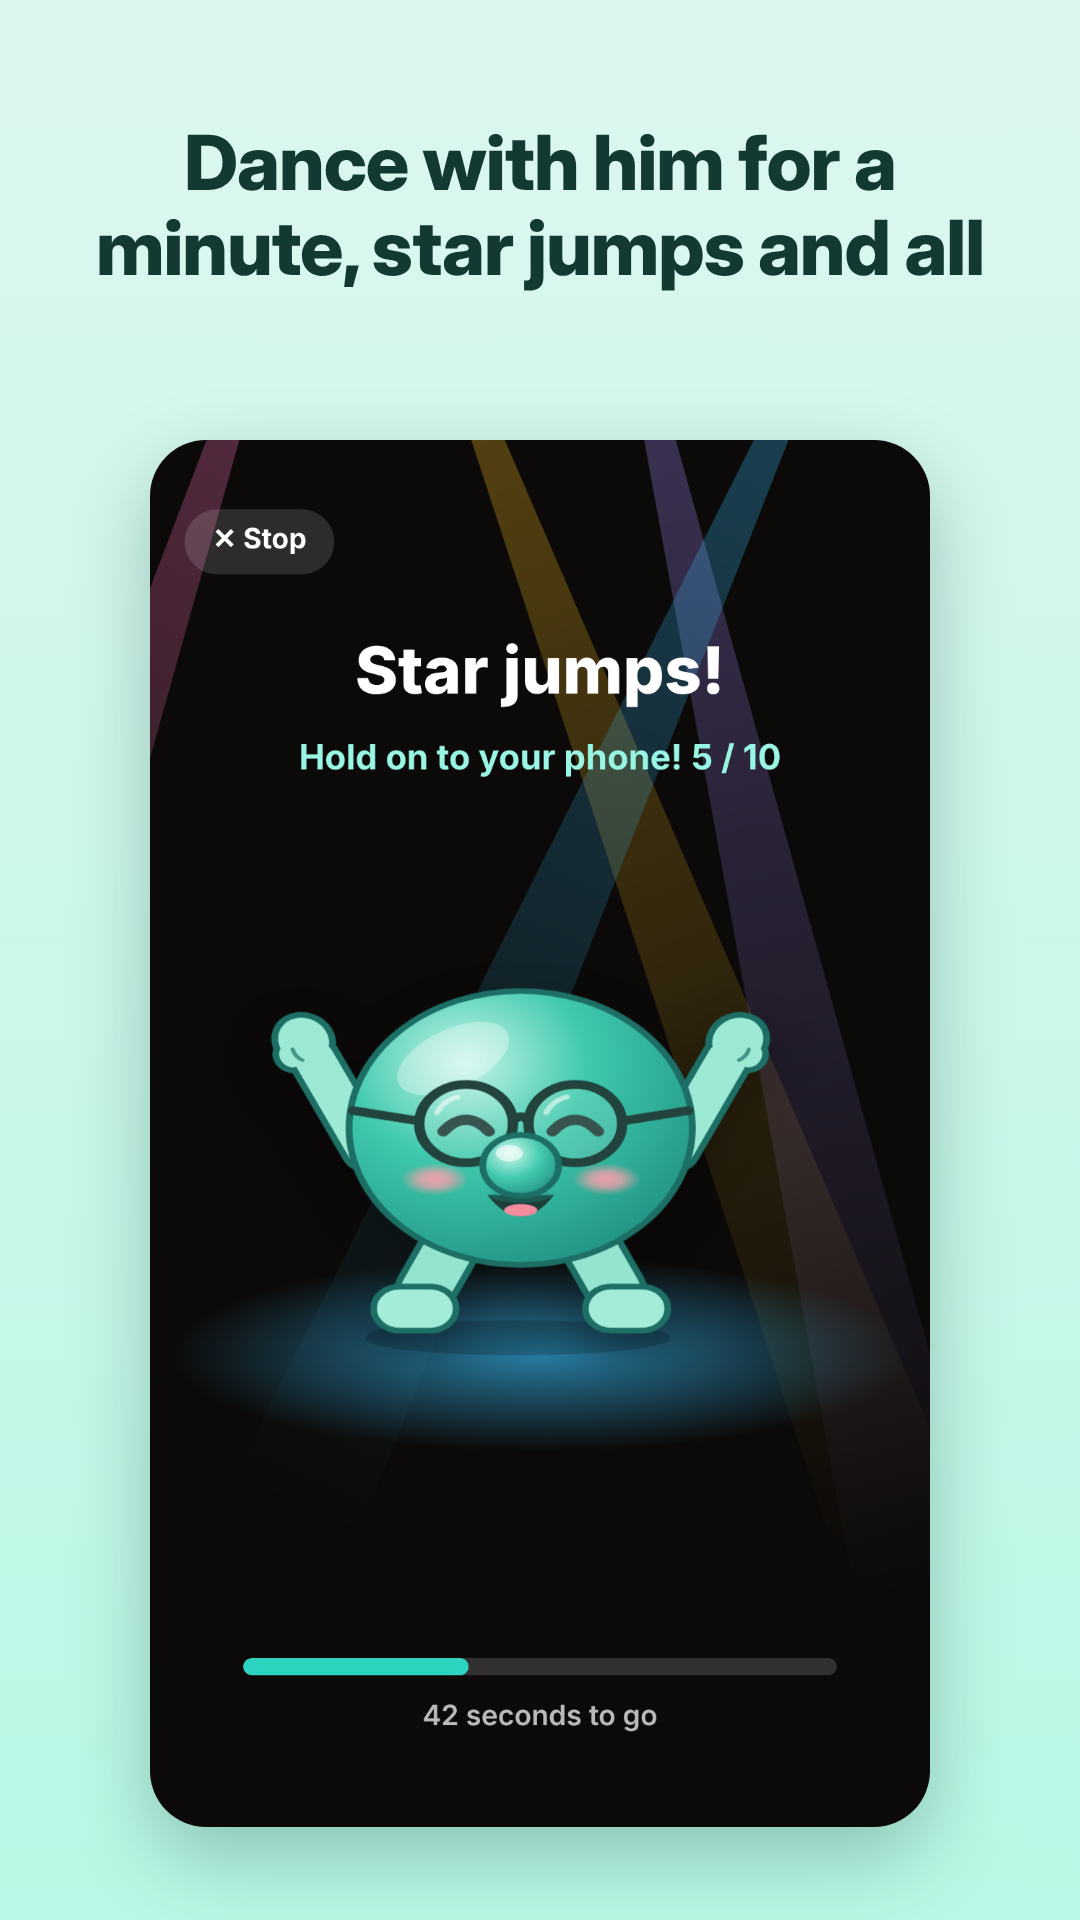 Dance with him for a
minute, star jumps and all
✕ Stop
Star jumps!
Hold on to your phone! 5 / 10
42 seconds to go